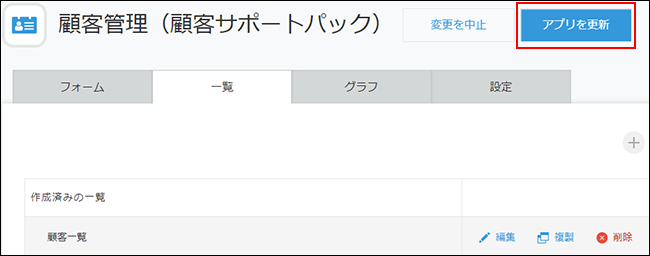 顧客管理（顧客サポートパック）
変更を中止
アプリを更新
フォーム
一覧
グラフ
設定
作成済みの一覧
顧客一覧
編集
複製
削除